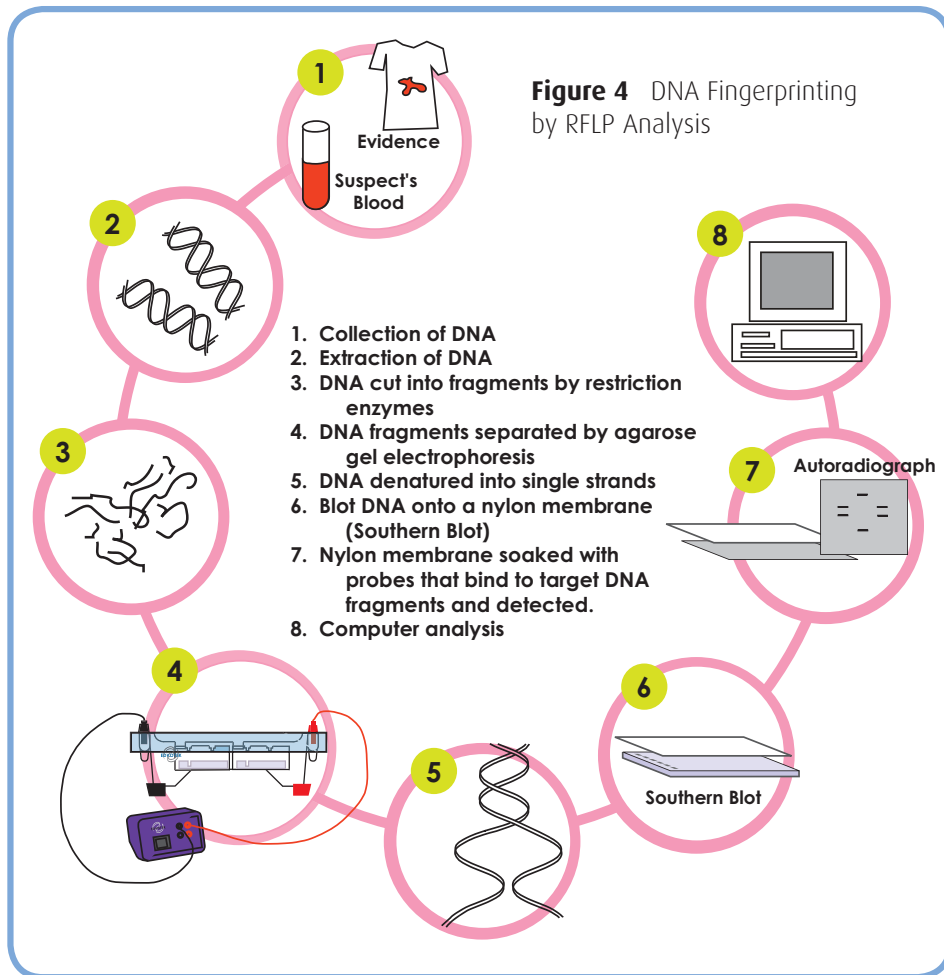 1
Evidence
Suspect's
Blood
Figure 4 DNA Fingerprinting
by RFLP Analysis
2
8
1. Collection of DNA
2. Extraction of DNA
3. DNA cut into fragments by restriction
enzymes
4. DNA fragments separated by agarose
gel electrophoresis
5. DNA denatured into single strands
6. Blot DNA onto a nylon membrane
(Southern Blot)
7. Nylon membrane soaked with
probes that bind to target DNA
fragments and detected.
8. Computer analysis
3
7
Autoradiograph
4
6
Southern Blot
5